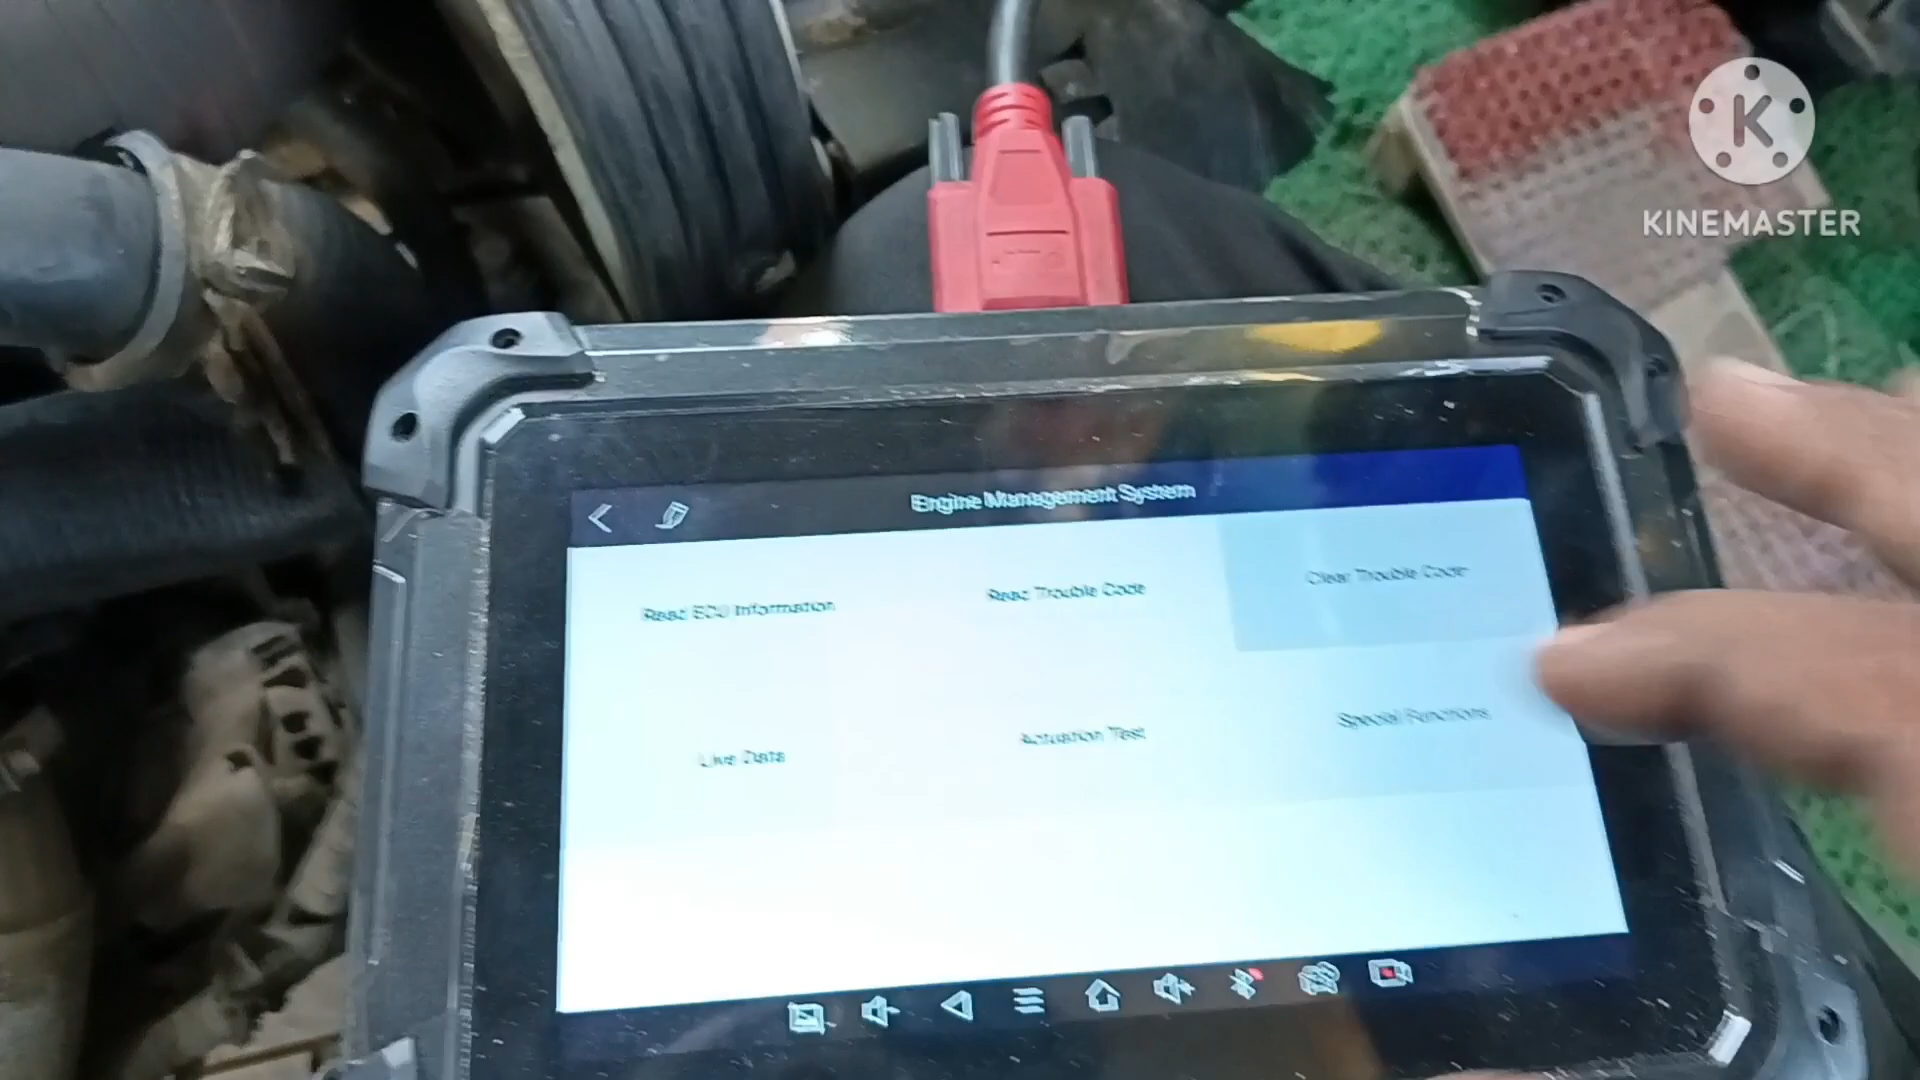 K
KINEMASTER
Engine Management System
Read ECU Information
Read Trouble Code
Clear Trouble Code
Live Data
Actuation Test
Special Functions